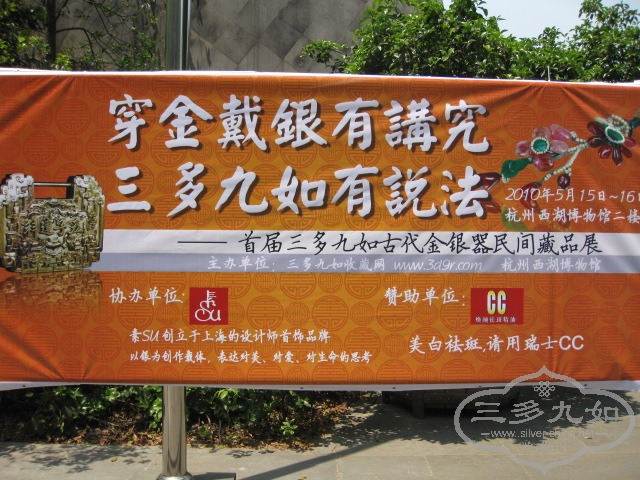 穿金戴銀有講究
三多九如有説法
2010年5月15日~16日
杭州西湖博物馆二楼
——首届三多九如古代金银器民间藏品展
主办单位：三多九如收藏网 www.3d9r.com 杭州西湖博物馆
协办单位:
素SU
赞助单位:
CC
素SU创立于上海的设计师首饰品牌
以银为创作载体，表达对美、对爱、对生命的思考
美白祛斑,请用瑞士CC
三多九如